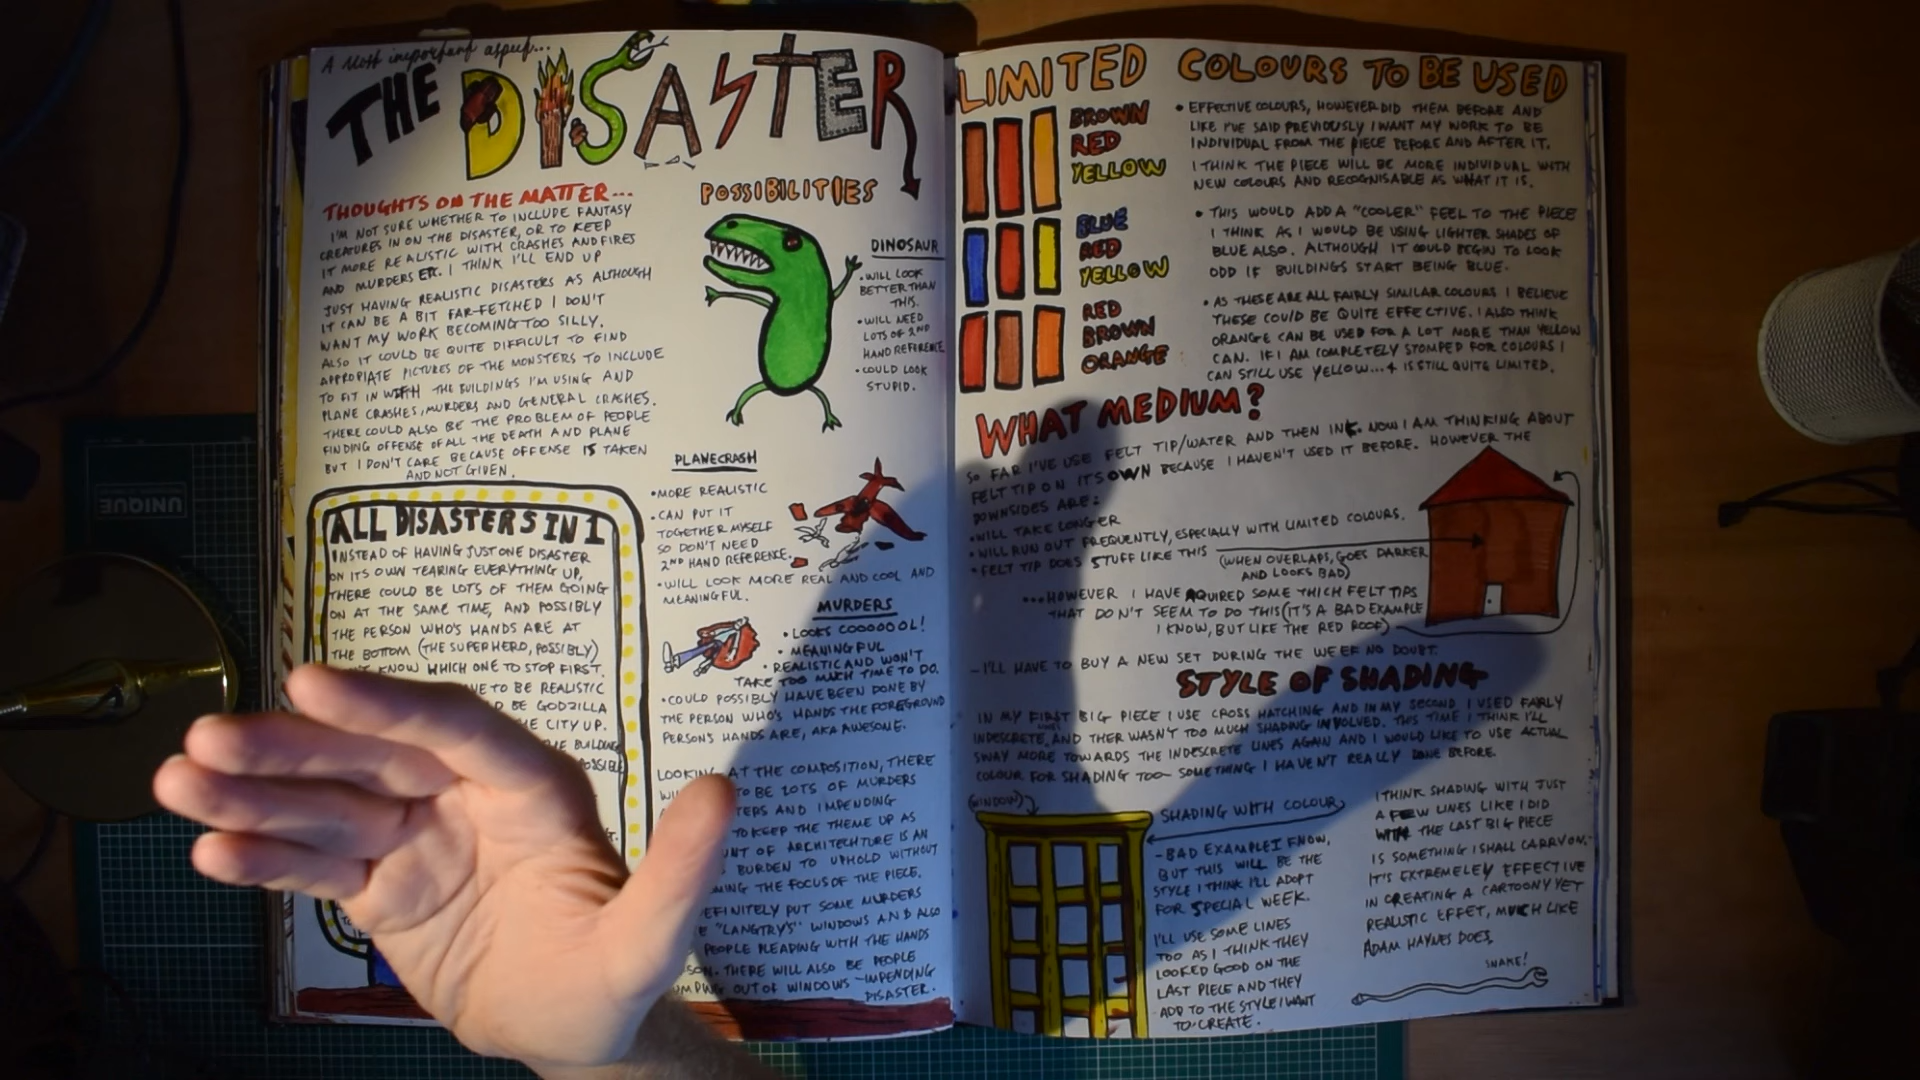 A Most important aspect...
THE DISASTER
THOUGHTS ON THE MATTER...
I'M NOT SURE WHETHER TO INCLUDE FANTASY
CREATURES IN ON THE DISASTER, OR TO KEEP
IT MORE REALISTIC WITH CRASHES AND FIRES
AND MURDERS ETC. I THINK I'LL END UP
JUST HAVING REALISTIC DISASTERS AS ALTHOUGH
IT CAN BE A BIT FAR-FETCHED I DON'T
WANT MY WORK BECOMING TOO SILLY.
ALSO IT COULD BE QUITE DIFFICULT TO FIND
APPROPIATE PICTURES OF THE MONSTERS TO INCLUDE
TO FIT IN WITH THE BUILDINGS I'M USING AND
PLANE CRASHES, MURDERS AND GENERAL CRASHES.
THERE COULD ALSO BE THE PROBLEM OF PEOPLE
FINDING OFFENSE OF ALL THE DEATH AND PLANE
BUT I DON'T CARE BECAUSE OFFENSE IS TAKEN
AND NOT GIVEN.
ALL DISASTERS IN 1
INSTEAD OF HAVING JUST ONE DISASTER
ON ITS OWN TEARING EVERYTHING UP,
THERE COULD BE LOTS OF THEM GOING
ON AT THE SAME TIME, AND POSSIBLY
THE PERSON WHO'S HANDS ARE AT
THE BOTTOM (THE SUPERHERO, POSSIBLY)
KNOW WHICH ONE TO STOP FIRST.
TO BE REALISTIC
BE GODZILLA
CITY UP.
POSSIBILITIES
DINOSAUR
• WILL LOOK
BETTER THAN
THIS.
• WILL NEED
LOTS OF 2ND
HAND REFERENCE
• COULD LOOK
STUPID.
PLANECRASH
• MORE REALISTIC
• CAN PUT IT
TOGETHER MYSELF
SO DON'T NEED
2ND HAND REFERENCE.
• WILL LOOK MORE REAL AND COOL AND
MEANINGFUL.
MURDERS
• LOOKS COOOOOOL!
• MEANINGFUL
• REALISTIC AND WON'T
TAKE TOO MUCH TIME TO DO.
• COULD POSSIBLY HAVE BEEN DONE BY
THE PERSON WHO'S HANDS THE FOREGROUND
PERSON'S HANDS ARE, AKA AWESOME.
LOOKING AT THE COMPOSITION, THERE
TO BE LOTS OF MURDERS
AND IMPENDING
TO KEEP THE THEME UP AS
OF ARCHITECHTURE IS AN
BURDEN TO UPHOLD WITHOUT
THE FOCUS OF THE PIECE.
PUT SOME MURDERS
"LANGTRY'S" WINDOWS AND ALSO
PEOPLE PLEADING WITH THE HANDS
THERE WILL ALSO BE PEOPLE
OUT OF WINDOWS - IMPENDING
DISASTER.
LIMITED COLOURS TO BE USED
BROWN
RED
YELLOW
• EFFECTIVE COLOURS, HOWEVER DID THEM BEFORE AND
LIKE I'VE SAID PREVIOUSLY I WANT MY WORK TO BE
INDIVIDUAL FROM THE PIECE BEFORE AND AFTER IT.
I THINK THE PIECE WILL BE MORE INDIVIDUAL WITH
NEW COLOURS AND RECOGNISABLE AS WHAT IT IS.
BLUE
RED
YELLOW
• THIS WOULD ADD A "COOLER" FEEL TO THE PIECE
I THINK AS I WOULD BE USING LIGHTER SHADES OF
BLUE ALSO. ALTHOUGH IT COULD BEGIN TO LOOK
ODD IF BUILDINGS START BEING BLUE.
RED
BROWN
ORANGE
• AS THESE ARE ALL FAIRLY SIMILAR COLOURS I BELIEVE
THESE COULD BE QUITE EFFECTIVE. I ALSO THINK
ORANGE CAN BE USED FOR A LOT MORE THAN YELLOW
CAN. IF I AM COMPLETELY STOMPED FOR COLOURS I
CAN STILL USE YELLOW...4 IS STILL QUITE LIMITED.
WHAT MEDIUM?
SO FAR I'VE USE FELT TIP/WATER AND THEN INK. NOW I AM THINKING ABOUT
FELT TIP ON ITS OWN BECAUSE I HAVEN'T USED IT BEFORE. HOWEVER THE
DOWNSIDES ARE:
• WILL TAKE LONGER
• WILL RUN OUT FREQUENTLY, ESPECIALLY WITH LIMITED COLOURS.
• FELT TIP DOES STUFF LIKE THIS (WHEN OVERLAPS, GOES DARKER
AND LOOKS BAD)
...HOWEVER I HAVE AQUIRED SOME THICH FELT TIPS
THAT DON'T SEEM TO DO THIS (IT'S A BAD EXAMPLE
I KNOW, BUT LIKE THE RED ROOF)
- I'LL HAVE TO BUY A NEW SET DURING THE WEEK NO DOUBT.
STYLE OF SHADING
IN MY FIRST BIG PIECE I USE CROSS HATCHING AND IN MY SECOND I USED FAIRLY
INDESCRETE LINES AND THER WASN'T TOO MUCH SHADING INVOLVED. THIS TIME I THINK I'LL
SWAY MORE TOWARDS THE INDESCRETE LINES AGAIN AND I WOULD LIKE TO USE ACTUAL
COLOUR FOR SHADING TOO - SOMETHING I HAVEN'T REALLY DONE BEFORE.
(WINDOW)
SHADING WITH COLOUR
- BAD EXAMPLE I KNOW,
BUT THIS WILL BE THE
STYLE I THINK I'LL ADOPT
FOR SPECIAL WEEK.
I'LL USE SOME LINES
TOO AS I THINK THEY
LOOKED GOOD ON THE
LAST PIECE AND THEY
ADD TO THE STYLE I WANT
TO CREATE.
I THINK SHADING WITH JUST
A FEW LINES LIKE I DID
WITH THE LAST BIG PIECE
IS SOMETHING I SHALL CARRY ON.
IT'S EXTREMELEY EFFECTIVE
IN CREATING A CARTOONY YET
REALISTIC EFFET, MUCH LIKE
ADAM HAYNES DOES.
SNAKE!
UNIQUE